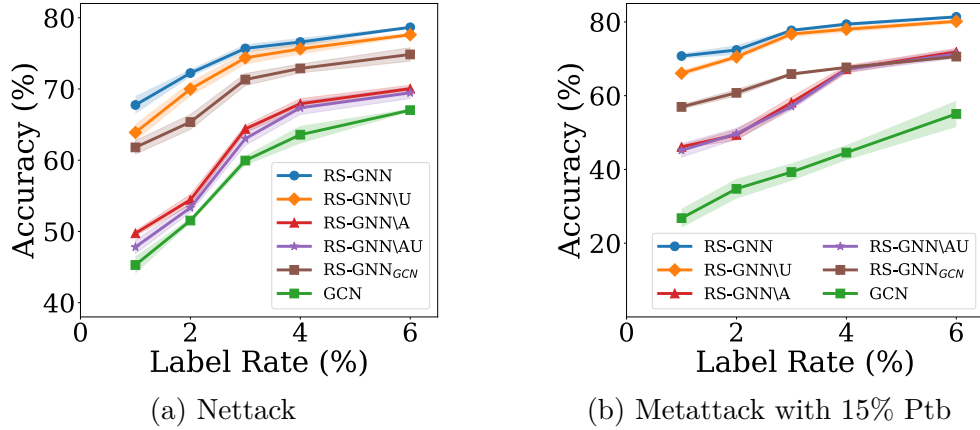 80
70
60
50
40
0
2
4
6
Accuracy (%)
Label Rate (%)
RS-GNN
RS-GNN\U
RS-GNN\A
RS-GNN\AU
RS-GNN_GCN
GCN
(a) Nettack
80
60
40
20
0
2
4
6
Accuracy (%)
Label Rate (%)
RS-GNN
RS-GNN\U
RS-GNN\A
RS-GNN\AU
RS-GNN_GCN
GCN
(b) Metattack with 15% Ptb